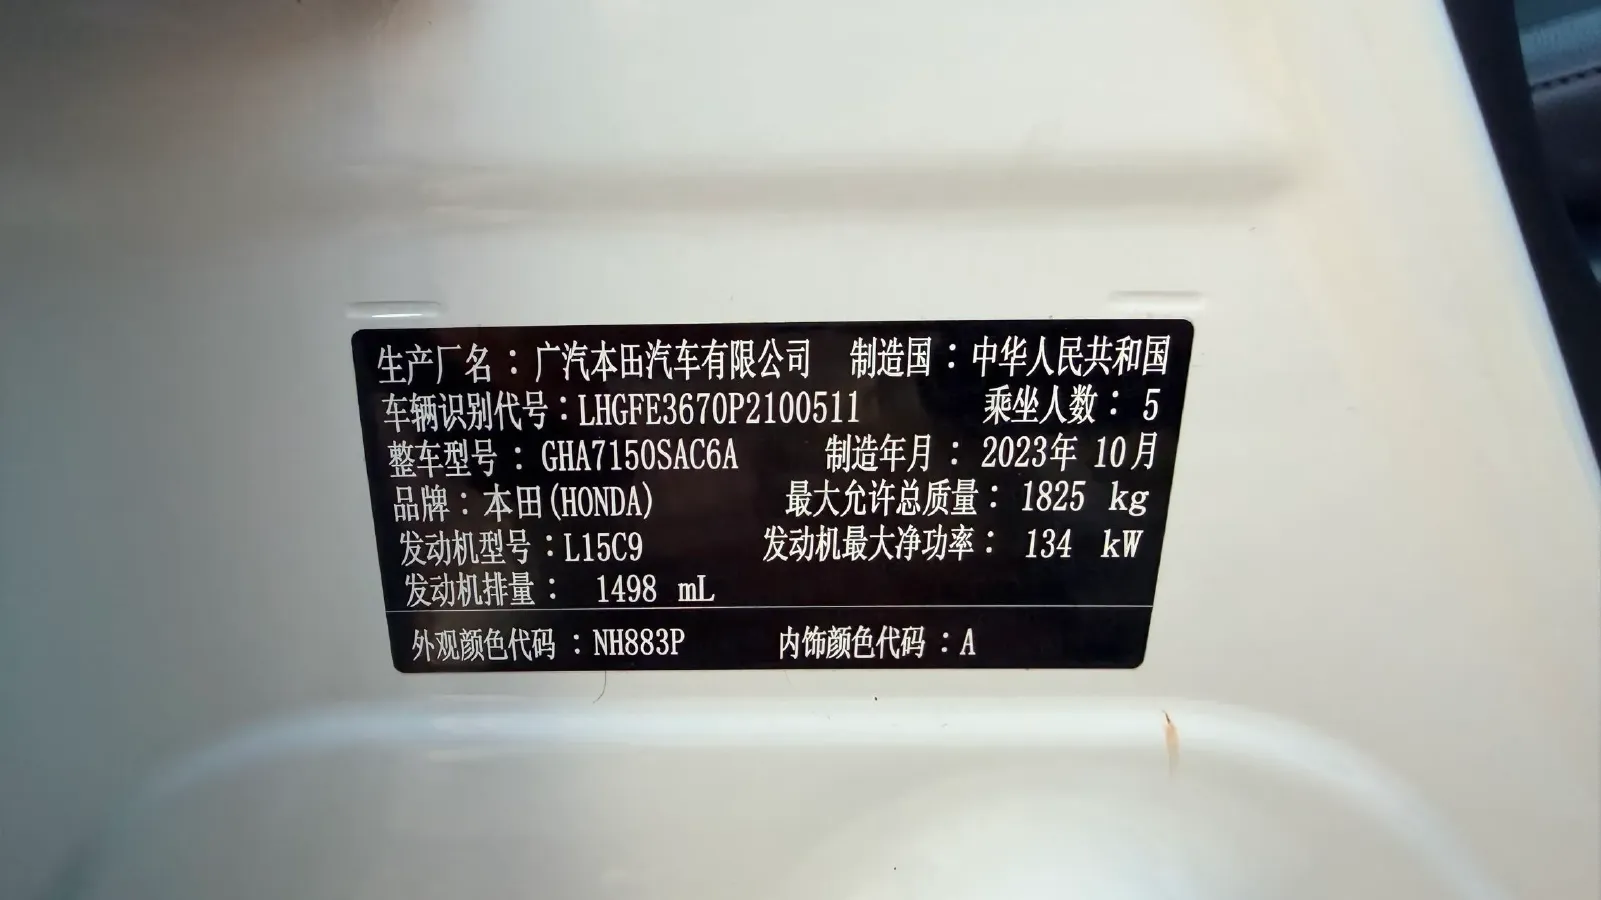 生产厂名：广汽本田汽车有限公司 制造国：中华人民共和国
车辆识别代号：LHGFE3670P2100511 乘坐人数：5
整车型号：GHA7150SAC6A 制造年月：2023年 10月
品牌：本田(HONDA) 最大允许总质量：1825 kg
发动机型号：L15C9 发动机最大净功率：134 kW
发动机排量：1498 mL
外观颜色代码：NH883P 内饰颜色代码：A